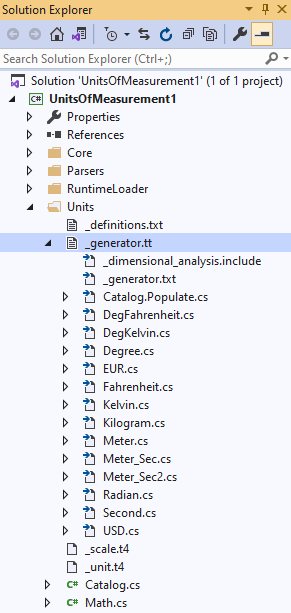 Solution Explorer
Search Solution Explorer (Ctrl+;)
Solution 'UnitsOfMeasurement1' (1 of 1 project)
C# UnitsOfMeasurement1
Properties
References
Core
Parsers
RuntimeLoader
Units
_definitions.txt
_generator.tt
_dimensional_analysis.include
_generator.txt
Catalog.Populate.cs
DegFahrenheit.cs
DegKelvin.cs
Degree.cs
EUR.cs
Fahrenheit.cs
Kelvin.cs
Kilogram.cs
Meter.cs
Meter_Sec.cs
Meter_Sec2.cs
Radian.cs
Second.cs
USD.cs
_scale.t4
_unit.t4
C# Catalog.cs
C# Math.cs